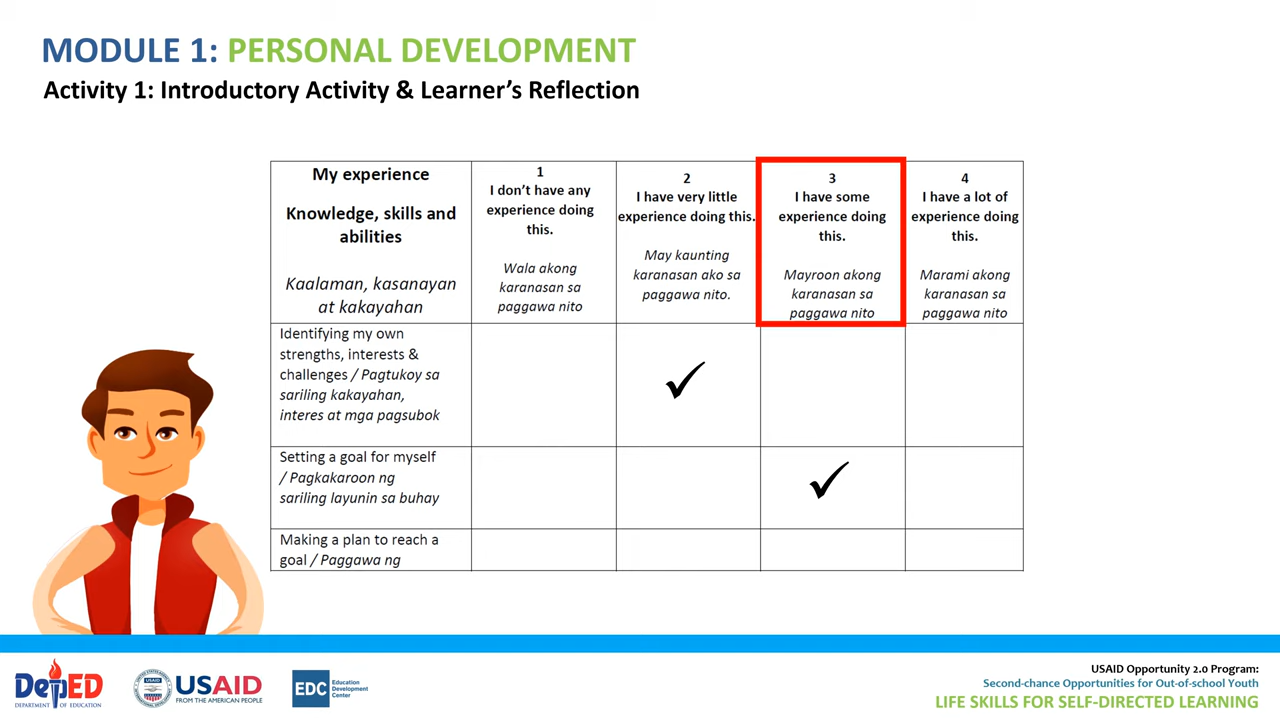 MODULE 1: PERSONAL DEVELOPMENT
Activity 1: Introductory Activity & Learner's Reflection
My experience
Knowledge, skills and
abilities
Kaalaman, kasanayan
at kakayahan
1
I don't have any
experience doing
this.
Wala akong
karanasan sa
paggawa nito
2
I have very little
experience doing this.
May kaunting
karanasan ako sa
paggawa nito.
3
I have some
experience doing
this.
Mayroon akong
karanasan sa
paggawa nito
4
I have a lot of
experience doing
this.
Marami akong
karanasan sa
paggawa nito
Identifying my own
strengths, interests &
challenges / Pagtukoy sa
sariling kakayahan,
interes at mga pagsubok
Setting a goal for myself
/ Pagkakaroon ng
sariling layunin sa buhay
Making a plan to reach a
goal / Paggawa ng
DepED
DEPARTMENT OF EDUCATION
USAID
FROM THE AMERICAN PEOPLE
EDC
Education
Development
Center
USAID Opportunity 2.0 Program:
Second-chance Opportunities for Out-of-school Youth
LIFE SKILLS FOR SELF-DIRECTED LEARNING